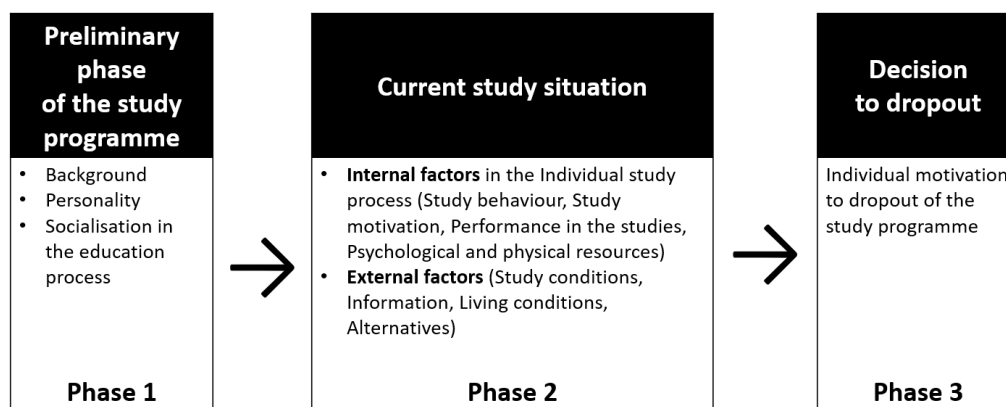 Preliminary
phase
of the study
programme
• Background
• Personality
• Socialisation in
the education
process
Phase 1
Current study situation
• Internal factors in the Individual study
process (Study behaviour, Study
motivation, Performance in the studies,
Psychological and physical resources)
• External factors (Study conditions,
Information, Living conditions,
Alternatives)
Phase 2
Decision
to dropout
Individual motivation
to dropout of the
study programme
Phase 3